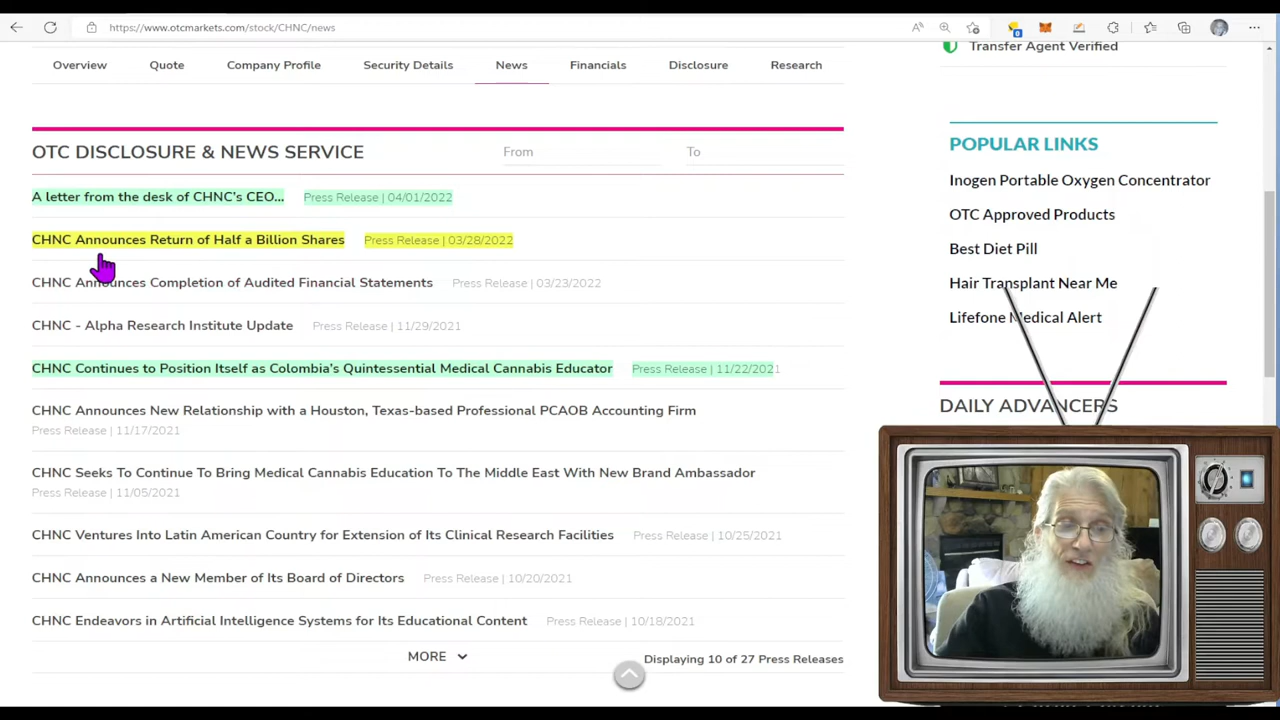 https://www.otcmarkets.com/stock/CHNC/news
Transfer Agent Verified
Overview Quote Company Profile Security Details News Financials Disclosure Research
OTC DISCLOSURE & NEWS SERVICE From To
A letter from the desk of CHNC's CEO... Press Release | 04/01/2022
CHNC Announces Return of Half a Billion Shares Press Release | 03/28/2022
CHNC Announces Completion of Audited Financial Statements Press Release | 03/23/2022
CHNC - Alpha Research Institute Update Press Release | 11/29/2021
CHNC Continues to Position Itself as Colombia's Quintessential Medical Cannabis Educator Press Release | 11/22/2021
CHNC Announces New Relationship with a Houston, Texas-based Professional PCAOB Accounting Firm
Press Release | 11/17/2021
CHNC Seeks To Continue To Bring Medical Cannabis Education To The Middle East With New Brand Ambassador
Press Release | 11/05/2021
CHNC Ventures Into Latin American Country for Extension of Its Clinical Research Facilities Press Release | 10/25/2021
CHNC Announces a New Member of Its Board of Directors Press Release | 10/20/2021
CHNC Endeavors in Artificial Intelligence Systems for Its Educational Content Press Release | 10/18/2021
MORE
Displaying 10 of 27 Press Releases
POPULAR LINKS
Inogen Portable Oxygen Concentrator
OTC Approved Products
Best Diet Pill
Hair Transplant Near Me
Lifefone Medical Alert
DAILY ADVANCERS